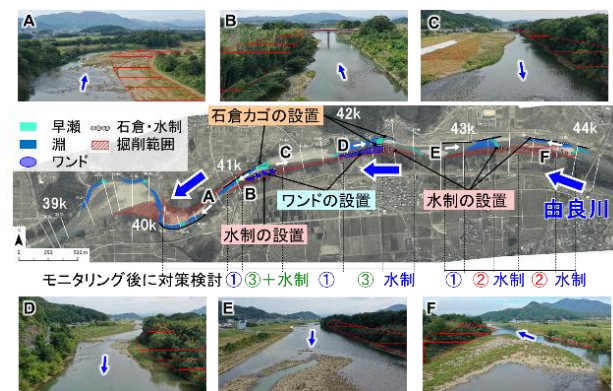 A
B
C
早瀬
石倉・水制
淵
掘削範囲
ワンド
石倉カゴの設置
42k
D
43k
44k
E
F
41k
C
A
B
39k
40k
ワンドの設置
水制の設置
水制の設置
由良川
モニタリング後に対策検討 ① ③＋水制 ① ③ 水制 ① ② 水制 ② 水制
D
E
F